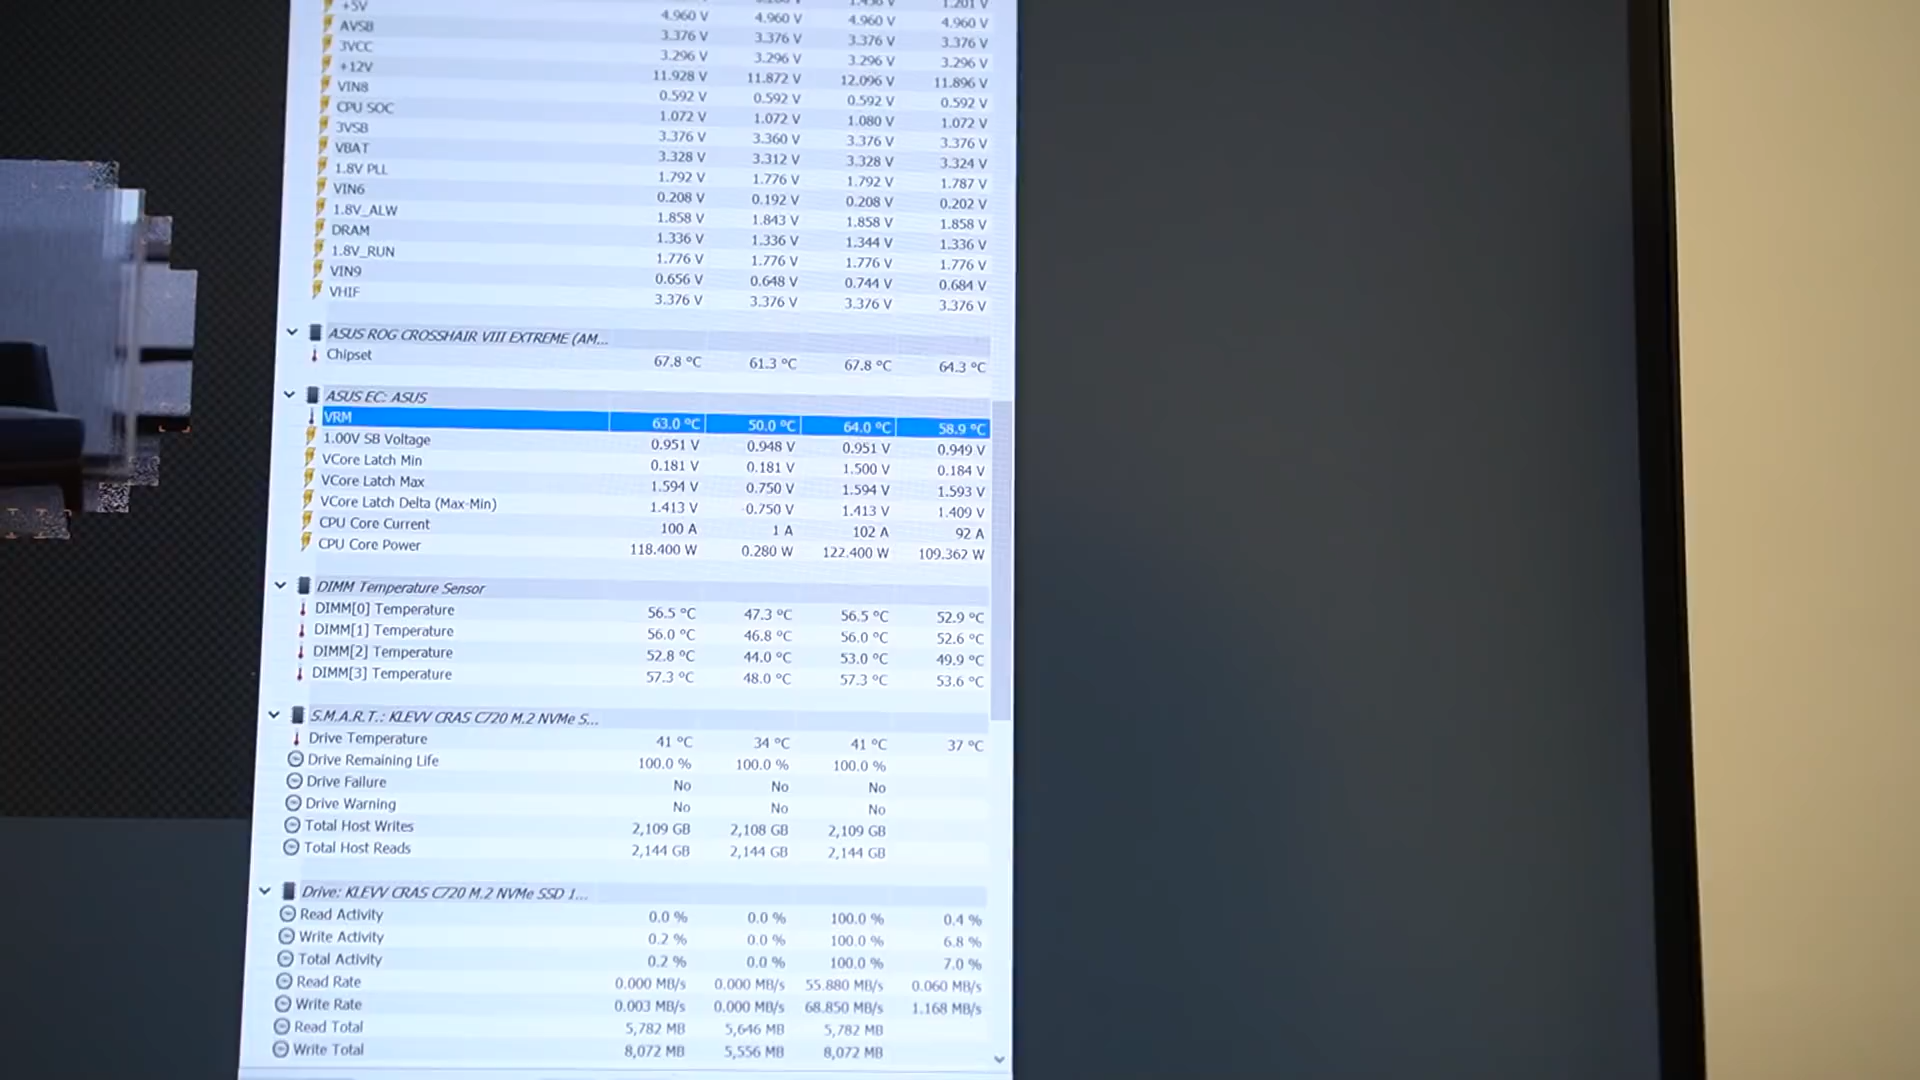 +5V 4.960 V 4.960 V 4.960 V 4.960 V
AVSB 3.376 V 3.376 V 3.376 V 3.376 V
3VCC 3.296 V 3.296 V 3.296 V 3.296 V
+12V 11.928 V 11.872 V 12.096 V 11.896 V
VIN8 0.592 V 0.592 V 0.592 V 0.592 V
CPU SOC 1.072 V 1.072 V 1.080 V 1.072 V
3VSB 3.376 V 3.360 V 3.376 V 3.376 V
VBAT 3.328 V 3.312 V 3.328 V 3.324 V
1.8V PLL 1.792 V 1.776 V 1.792 V 1.787 V
VIN6 0.208 V 0.192 V 0.208 V 0.202 V
1.8V_ALW 1.858 V 1.843 V 1.858 V 1.858 V
DRAM 1.336 V 1.336 V 1.344 V 1.336 V
1.8V_RUN 1.776 V 1.776 V 1.776 V 1.776 V
VIN9 0.656 V 0.648 V 0.744 V 0.684 V
VHIF 3.376 V 3.376 V 3.376 V 3.376 V
ASUS ROG CROSSHAIR VIII EXTREME (AM...
Chipset 67.8 °C 61.3 °C 67.8 °C 64.3 °C
ASUS EC: ASUS
VRM 63.0 °C 50.0 °C 64.0 °C 58.9 °C
1.00V SB Voltage 0.951 V 0.948 V 0.951 V 0.949 V
VCore Latch Min 0.181 V 0.181 V 1.500 V 0.184 V
VCore Latch Max 1.594 V 0.750 V 1.594 V 1.593 V
VCore Latch Delta (Max-Min) 1.413 V -0.750 V 1.413 V 1.409 V
CPU Core Current 100 A 1 A 102 A 92 A
CPU Core Power 118.400 W 0.280 W 122.400 W 109.362 W
DIMM Temperature Sensor
DIMM[0] Temperature 56.5 °C 47.3 °C 56.5 °C 52.9 °C
DIMM[1] Temperature 56.0 °C 46.8 °C 56.0 °C 52.6 °C
DIMM[2] Temperature 52.8 °C 44.0 °C 53.0 °C 49.9 °C
DIMM[3] Temperature 57.3 °C 48.0 °C 57.3 °C 53.6 °C
S.M.A.R.T.: KLEVV CRAS C720 M.2 NVMe S...
Drive Temperature 41 °C 34 °C 41 °C 37 °C
Drive Remaining Life 100.0 % 100.0 % 100.0 %
Drive Failure No No No
Drive Warning No No No
Total Host Writes 2,109 GB 2,108 GB 2,109 GB
Total Host Reads 2,144 GB 2,144 GB 2,144 GB
Drive: KLEVV CRAS C720 M.2 NVMe SSD 1...
Read Activity 0.0 % 0.0 % 100.0 % 0.4 %
Write Activity 0.2 % 0.0 % 100.0 % 6.8 %
Total Activity 0.2 % 0.0 % 100.0 % 7.0 %
Read Rate 0.000 MB/s 0.000 MB/s 55.880 MB/s 0.060 MB/s
Write Rate 0.003 MB/s 0.000 MB/s 68.850 MB/s 1.168 MB/s
Read Total 5,782 MB 5,646 MB 5,782 MB
Write Total 8,072 MB 5,556 MB 8,072 MB